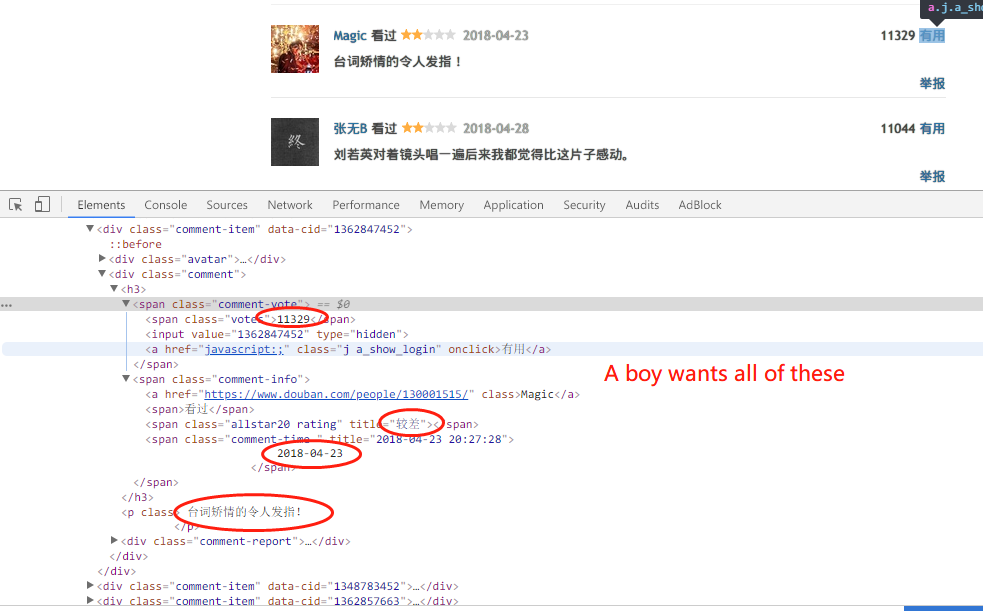 a.j.a_sh
Magic 看过 2018-04-23
11329 有用
台词矫情的令人发指！
举报
终
张无B 看过 2018-04-28
11044 有用
刘若英对着镜头唱一遍后来我都觉得比这片子感动。
举报
Elements Console Sources Network Performance Memory Application Security Audits AdBlock
<div class="comment-item" data-cid="1362847452">
::before
<div class="avatar">…</div>
<div class="comment">
<h3>
… <span class="comment-vote"> == $0
<span class="votes">11329</span>
<input value="1362847452" type="hidden">
<a href="javascript:;" class="j a_show_login" onclick>有用</a>
</span>
A boy wants all of these
<span class="comment-info">
<a href="https://www.douban.com/people/130001515/" class>Magic</a>
<span>看过</span>
<span class="allstar20 rating" title="较差"></span>
<span class="comment-time " title="2018-04-23 20:27:28">
2018-04-23
</span>
</span>
</h3>
<p class> 台词矫情的令人发指！
</p>
<div class="comment-report">…</div>
</div>
</div>
<div class="comment-item" data-cid="1348783452">…</div>
<div class="comment-item" data-cid="1362857663">…</div>